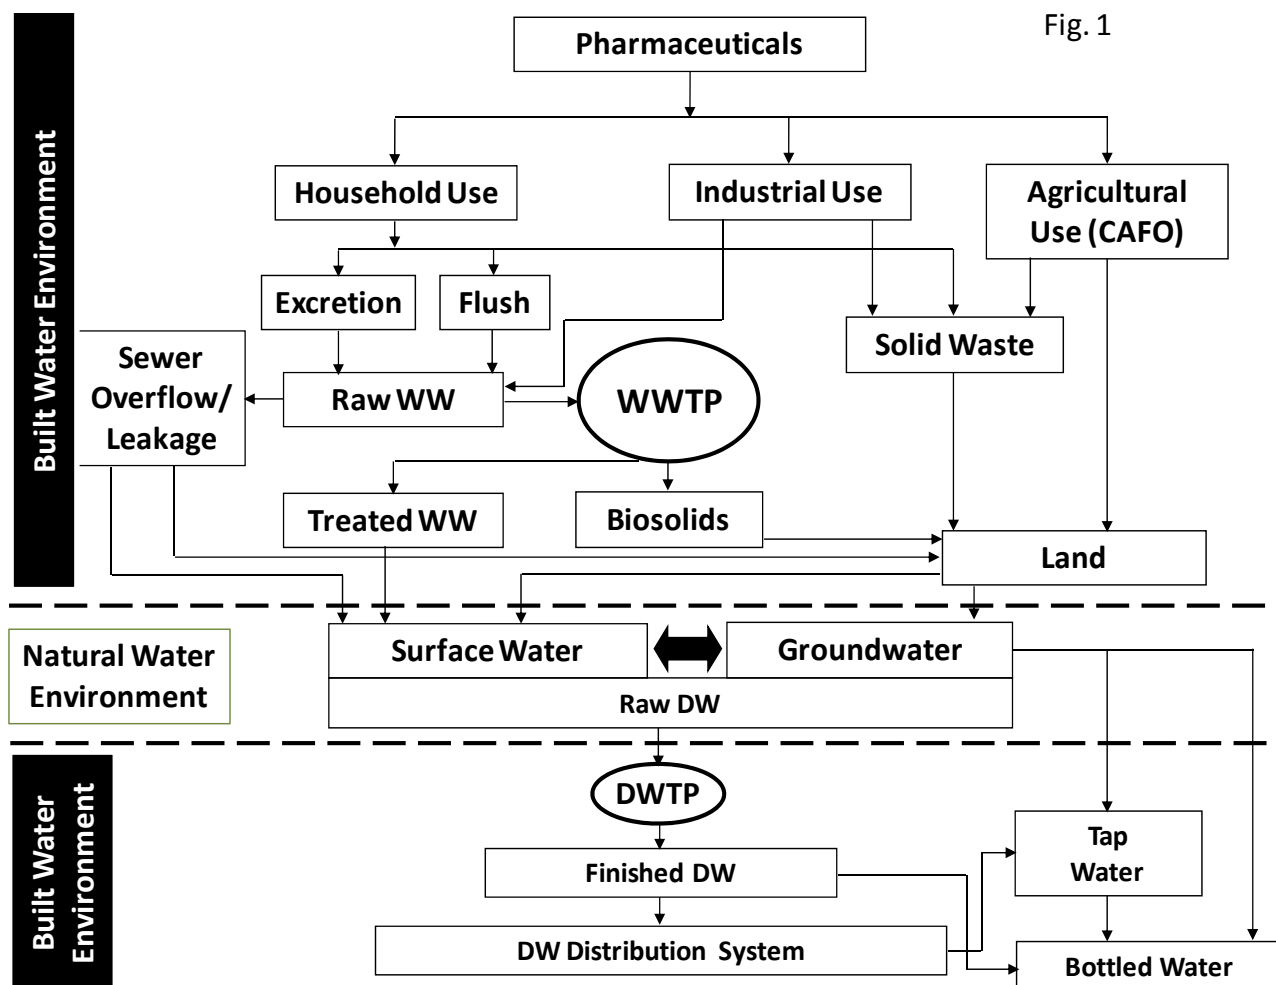 Fig. 1
Pharmaceuticals
Built Water Environment
Household Use
Industrial Use
Agricultural
Use (CAFO)
Excretion
Flush
Solid Waste
Sewer
Overflow/
Leakage
Raw WW
WWTP
Treated WW
Biosolids
Land
Natural Water
Environment
Surface Water
Groundwater
Raw DW
Built Water
Environment
DWTP
Tap
Water
Finished DW
DW Distribution System
Bottled Water